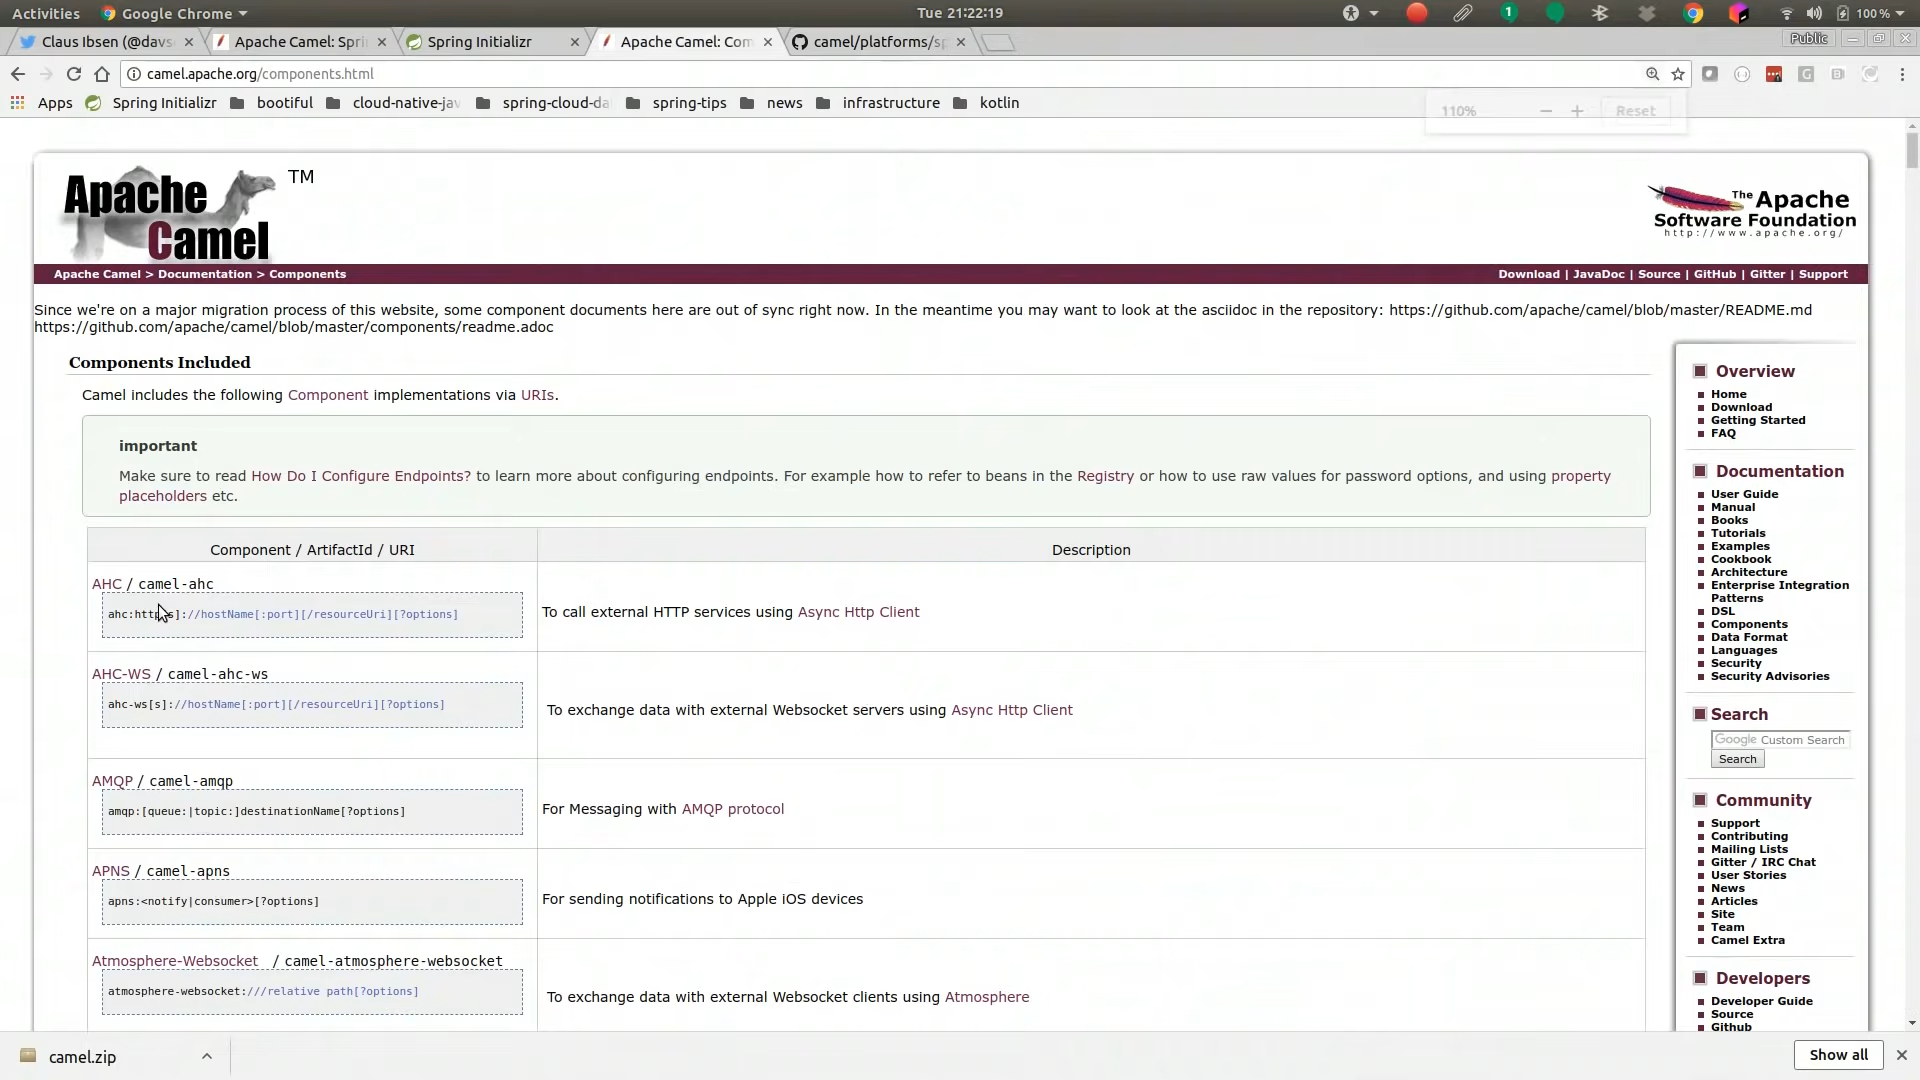 Activities Google Chrome Tue 21:22:19 1 100 %
Claus Ibsen (@davs Apache Camel: Spri Spring Initializr Apache Camel: Com camel/platforms/sp Public
camel.apache.org/components.html
Apps Spring Initializr bootiful cloud-native-jav spring-cloud-da spring-tips news infrastructure kotlin
110% − + Reset
Apache Camel TM
The Apache
Software Foundation
http://www.apache.org/
Apache Camel > Documentation > Components
Download | JavaDoc | Source | GitHub | Gitter | Support
Since we're on a major migration process of this website, some component documents here are out of sync right now. In the meantime you may want to look at the asciidoc in the repository: https://github.com/apache/camel/blob/master/README.md
https://github.com/apache/camel/blob/master/components/readme.adoc
Components Included
Camel includes the following Component implementations via URIs.
important
Make sure to read How Do I Configure Endpoints? to learn more about configuring endpoints. For example how to refer to beans in the Registry or how to use raw values for password options, and using property
placeholders etc.
Component / ArtifactId / URI Description
AHC / camel-ahc
ahc:http[s]://hostName[:port][/resourceUri][?options]
To call external HTTP services using Async Http Client
AHC-WS / camel-ahc-ws
ahc-ws[s]://hostName[:port][/resourceUri][?options]
To exchange data with external Websocket servers using Async Http Client
AMQP / camel-amqp
amqp:[queue:|topic:]destinationName[?options]
For Messaging with AMQP protocol
APNS / camel-apns
apns:<notify|consumer>[?options]
For sending notifications to Apple iOS devices
Atmosphere-Websocket / camel-atmosphere-websocket
atmosphere-websocket:///relative path[?options]
To exchange data with external Websocket clients using Atmosphere
Overview
Home
Download
Getting Started
FAQ
Documentation
User Guide
Manual
Books
Tutorials
Examples
Cookbook
Architecture
Enterprise Integration
Patterns
DSL
Components
Data Format
Languages
Security
Security Advisories
Search
Google Custom Search
Search
Community
Support
Contributing
Mailing Lists
Gitter / IRC Chat
User Stories
News
Articles
Site
Team
Camel Extra
Developers
Developer Guide
Source
Github
camel.zip
Show all